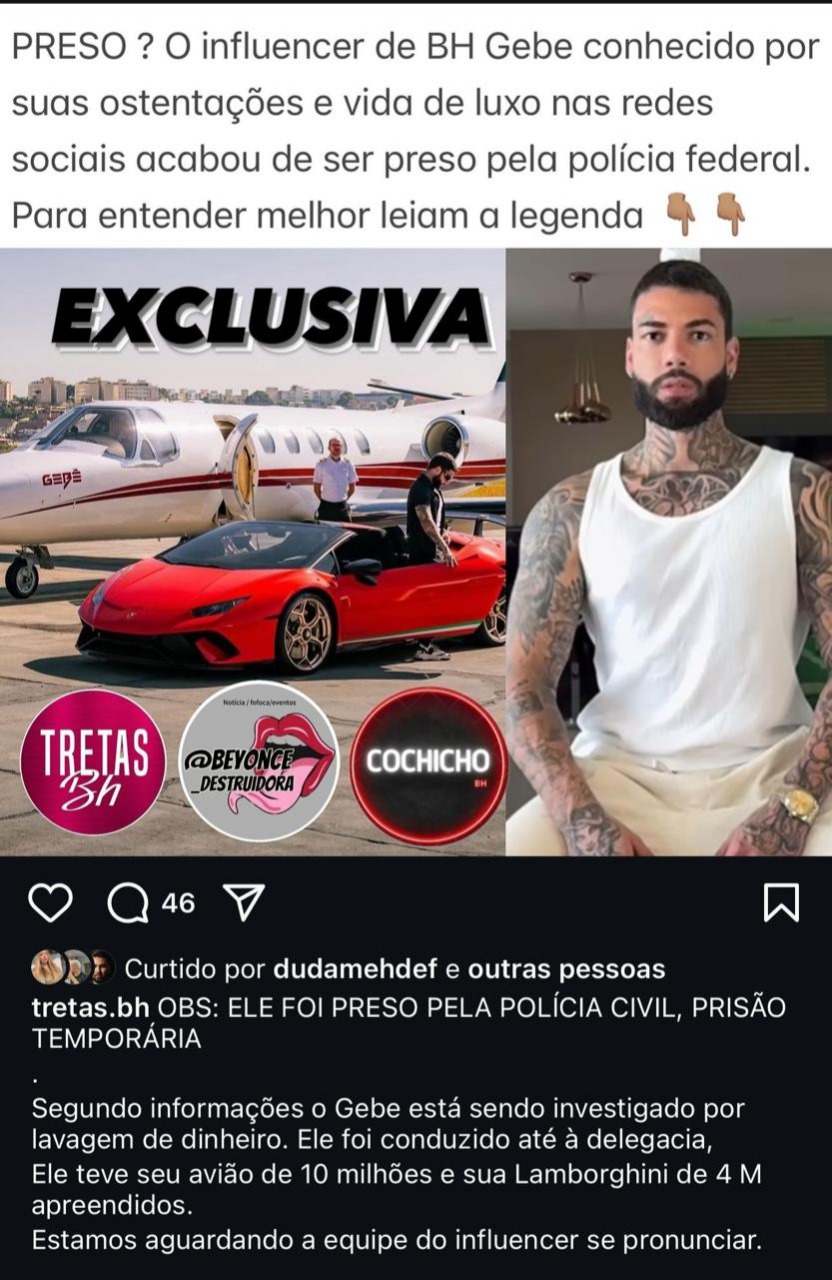 PRESO ? O influencer de BH Gebe conhecido por
suas ostentações e vida de luxo nas redes
sociais acabou de ser preso pela polícia federal.
Para entender melhor leiam a legenda 👇🏽👇🏽
EXCLUSIVA
GEBÊ
TRETAS
Bh
Notícia / fofoca/eventos
@BEYONCE
_DESTRUIDORA
COCHICHO
BH
46
Curtido por dudamehdef e outras pessoas
tretas.bh OBS: ELE FOI PRESO PELA POLÍCIA CIVIL, PRISÃO
TEMPORÁRIA
.
Segundo informações o Gebe está sendo investigado por
lavagem de dinheiro. Ele foi conduzido até à delegacia,
Ele teve seu avião de 10 milhões e sua Lamborghini de 4 M
apreendidos.
Estamos aguardando a equipe do influencer se pronunciar.